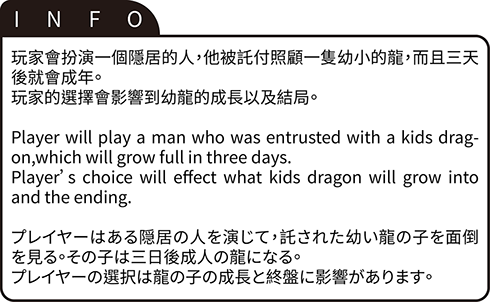 INFO
玩家會扮演一個隱居的人，他被託付照顧一隻幼小的龍，而且三天
後就會成年。
玩家的選擇會影響到幼龍的成長以及結局。
Player will play a man who was entrusted with a kids drag-
on,which will grow full in three days.
Player’s choice will effect what kids dragon will grow into
and the ending.
プレイヤーはある隠居の人を演じて，託された幼い龍の子を面倒
を見る。その子は三日後成人の龍になる。
プレイヤーの選択は龍の子の成長と終盤に影響があります。